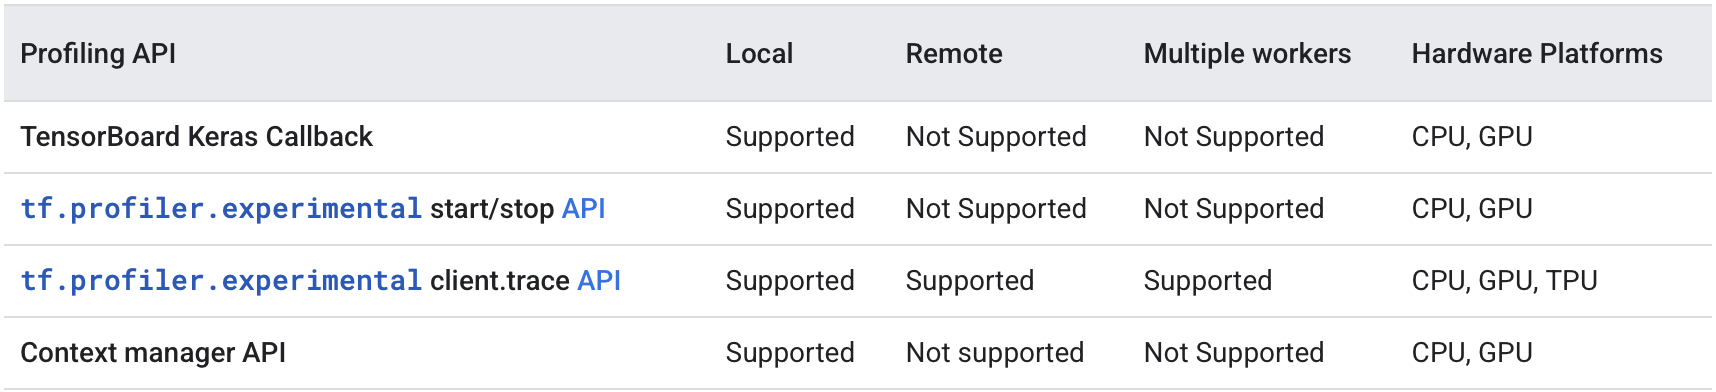 Profiling API Local Remote Multiple workers Hardware Platforms
TensorBoard Keras Callback Supported Not Supported Not Supported CPU, GPU
tf.profiler.experimental start/stop API Supported Not Supported Not Supported CPU, GPU
tf.profiler.experimental client.trace API Supported Supported Supported CPU, GPU, TPU
Context manager API Supported Not supported Not Supported CPU, GPU